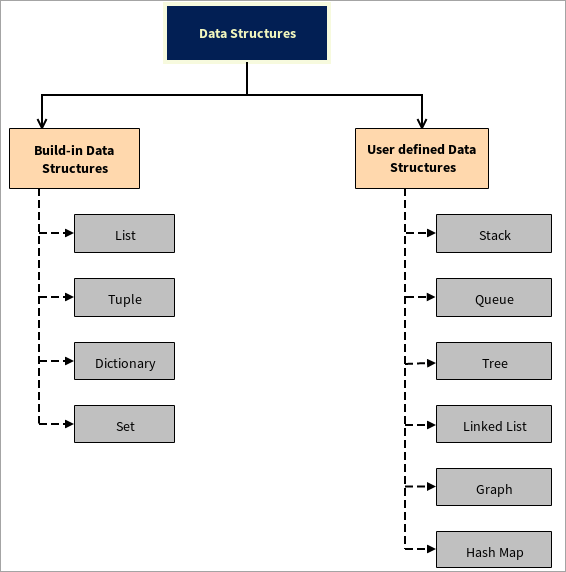 Data Structures
Build-in Data
Structures
User defined Data
Structures
List
Stack
Tuple
Queue
Dictionary
Tree
Set
Linked List
Graph
Hash Map